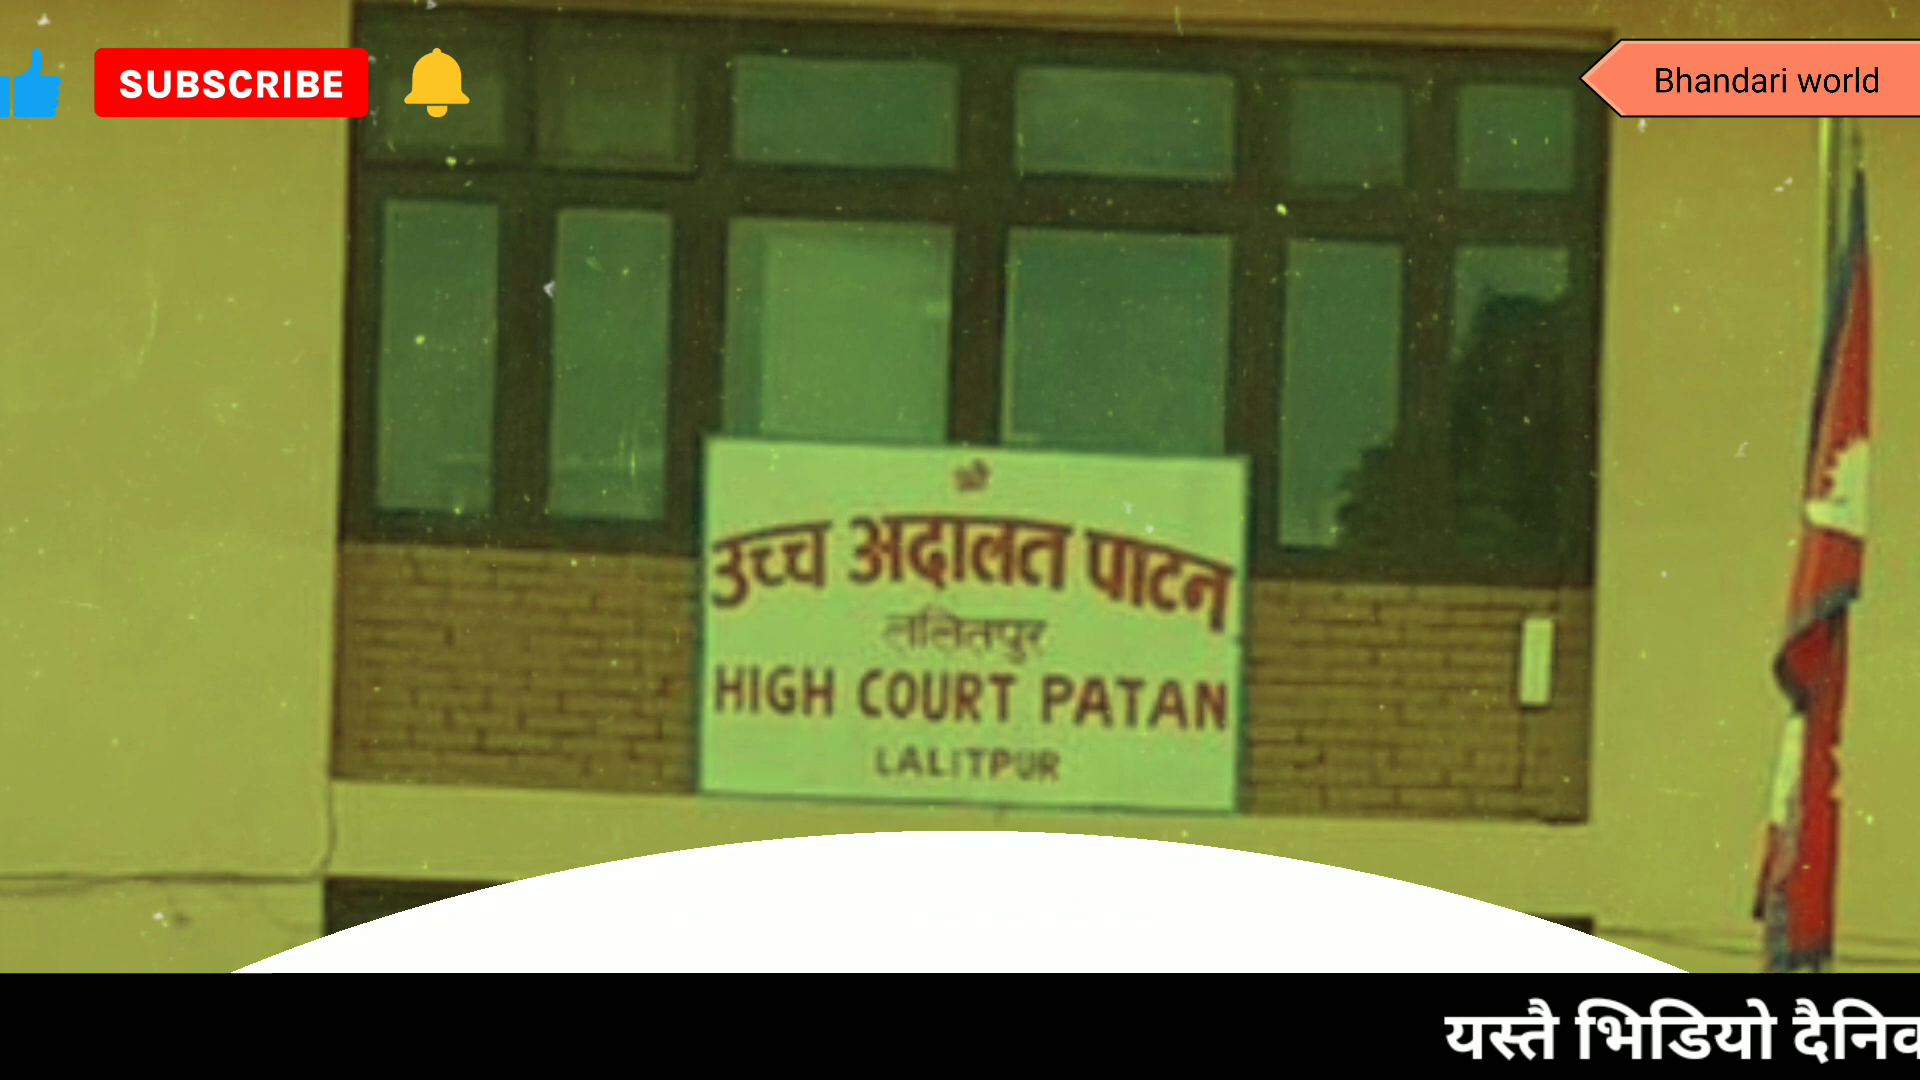 SUBSCRIBE
Bhandari world
श्री
उच्च अदालत पाटन
ललितपुर
HIGH COURT PATAN
LALITPUR
यस्तै भिडियो दैनिक